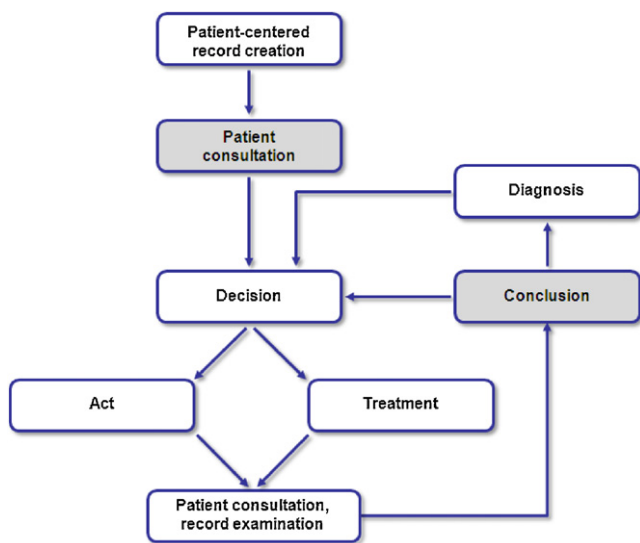 Patient-centered
record creation
Patient
consultation
Diagnosis
Decision
Conclusion
Act
Treatment
Patient consultation,
record examination